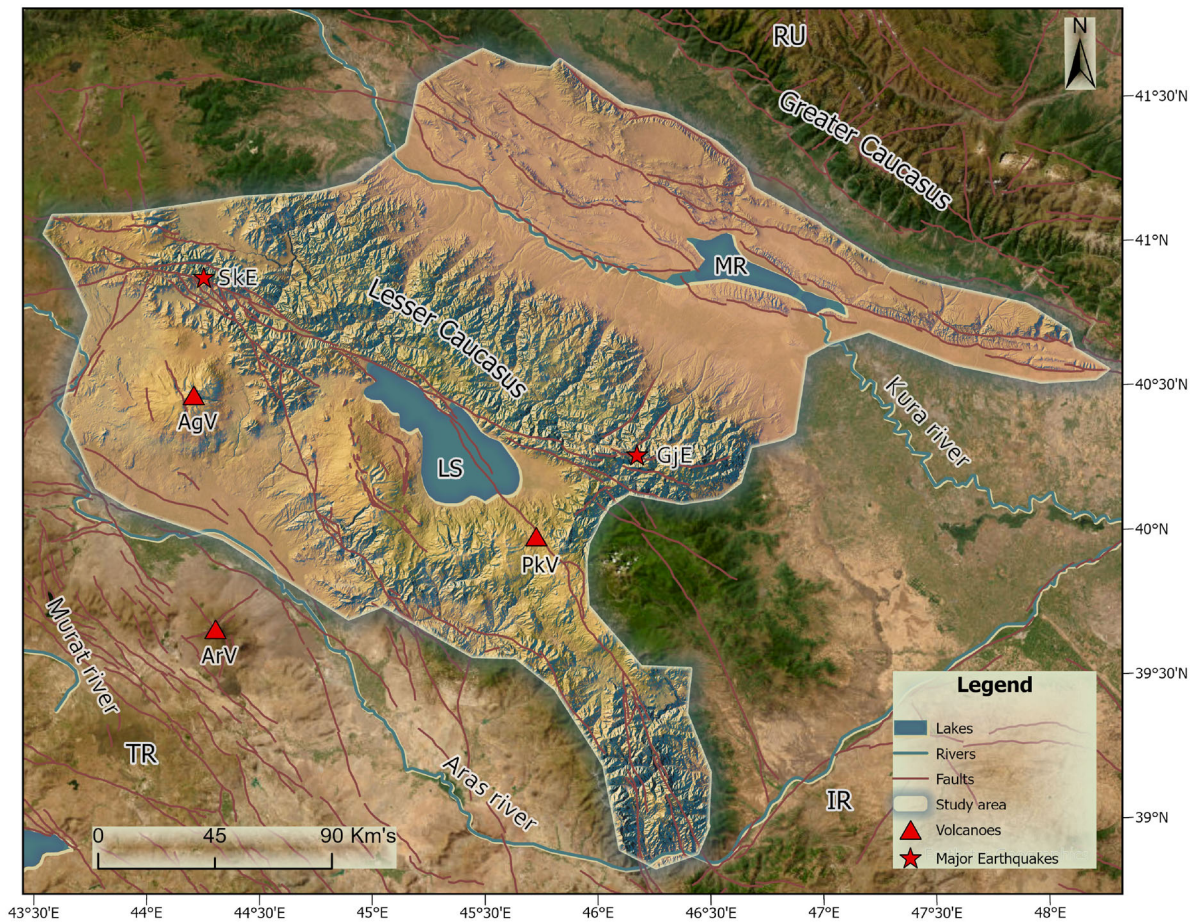 RU
N
Greater Caucasus
41°30'N
41°N
MR
SkE
Lesser Caucasus
40°30'N
AgV
Kura river
GjE
LS
40°N
PkV
Murat river
ArV
39°30'N
Legend
Lakes
Rivers
Faults
Study area
Volcanoes
Major Earthquakes
TR
Aras river
IR
39°N
0 45 90 Km's
43°30'E 44°E 44°30'E 45°E 45°30'E 46°E 46°30'E 47°E 47°30'E 48°E